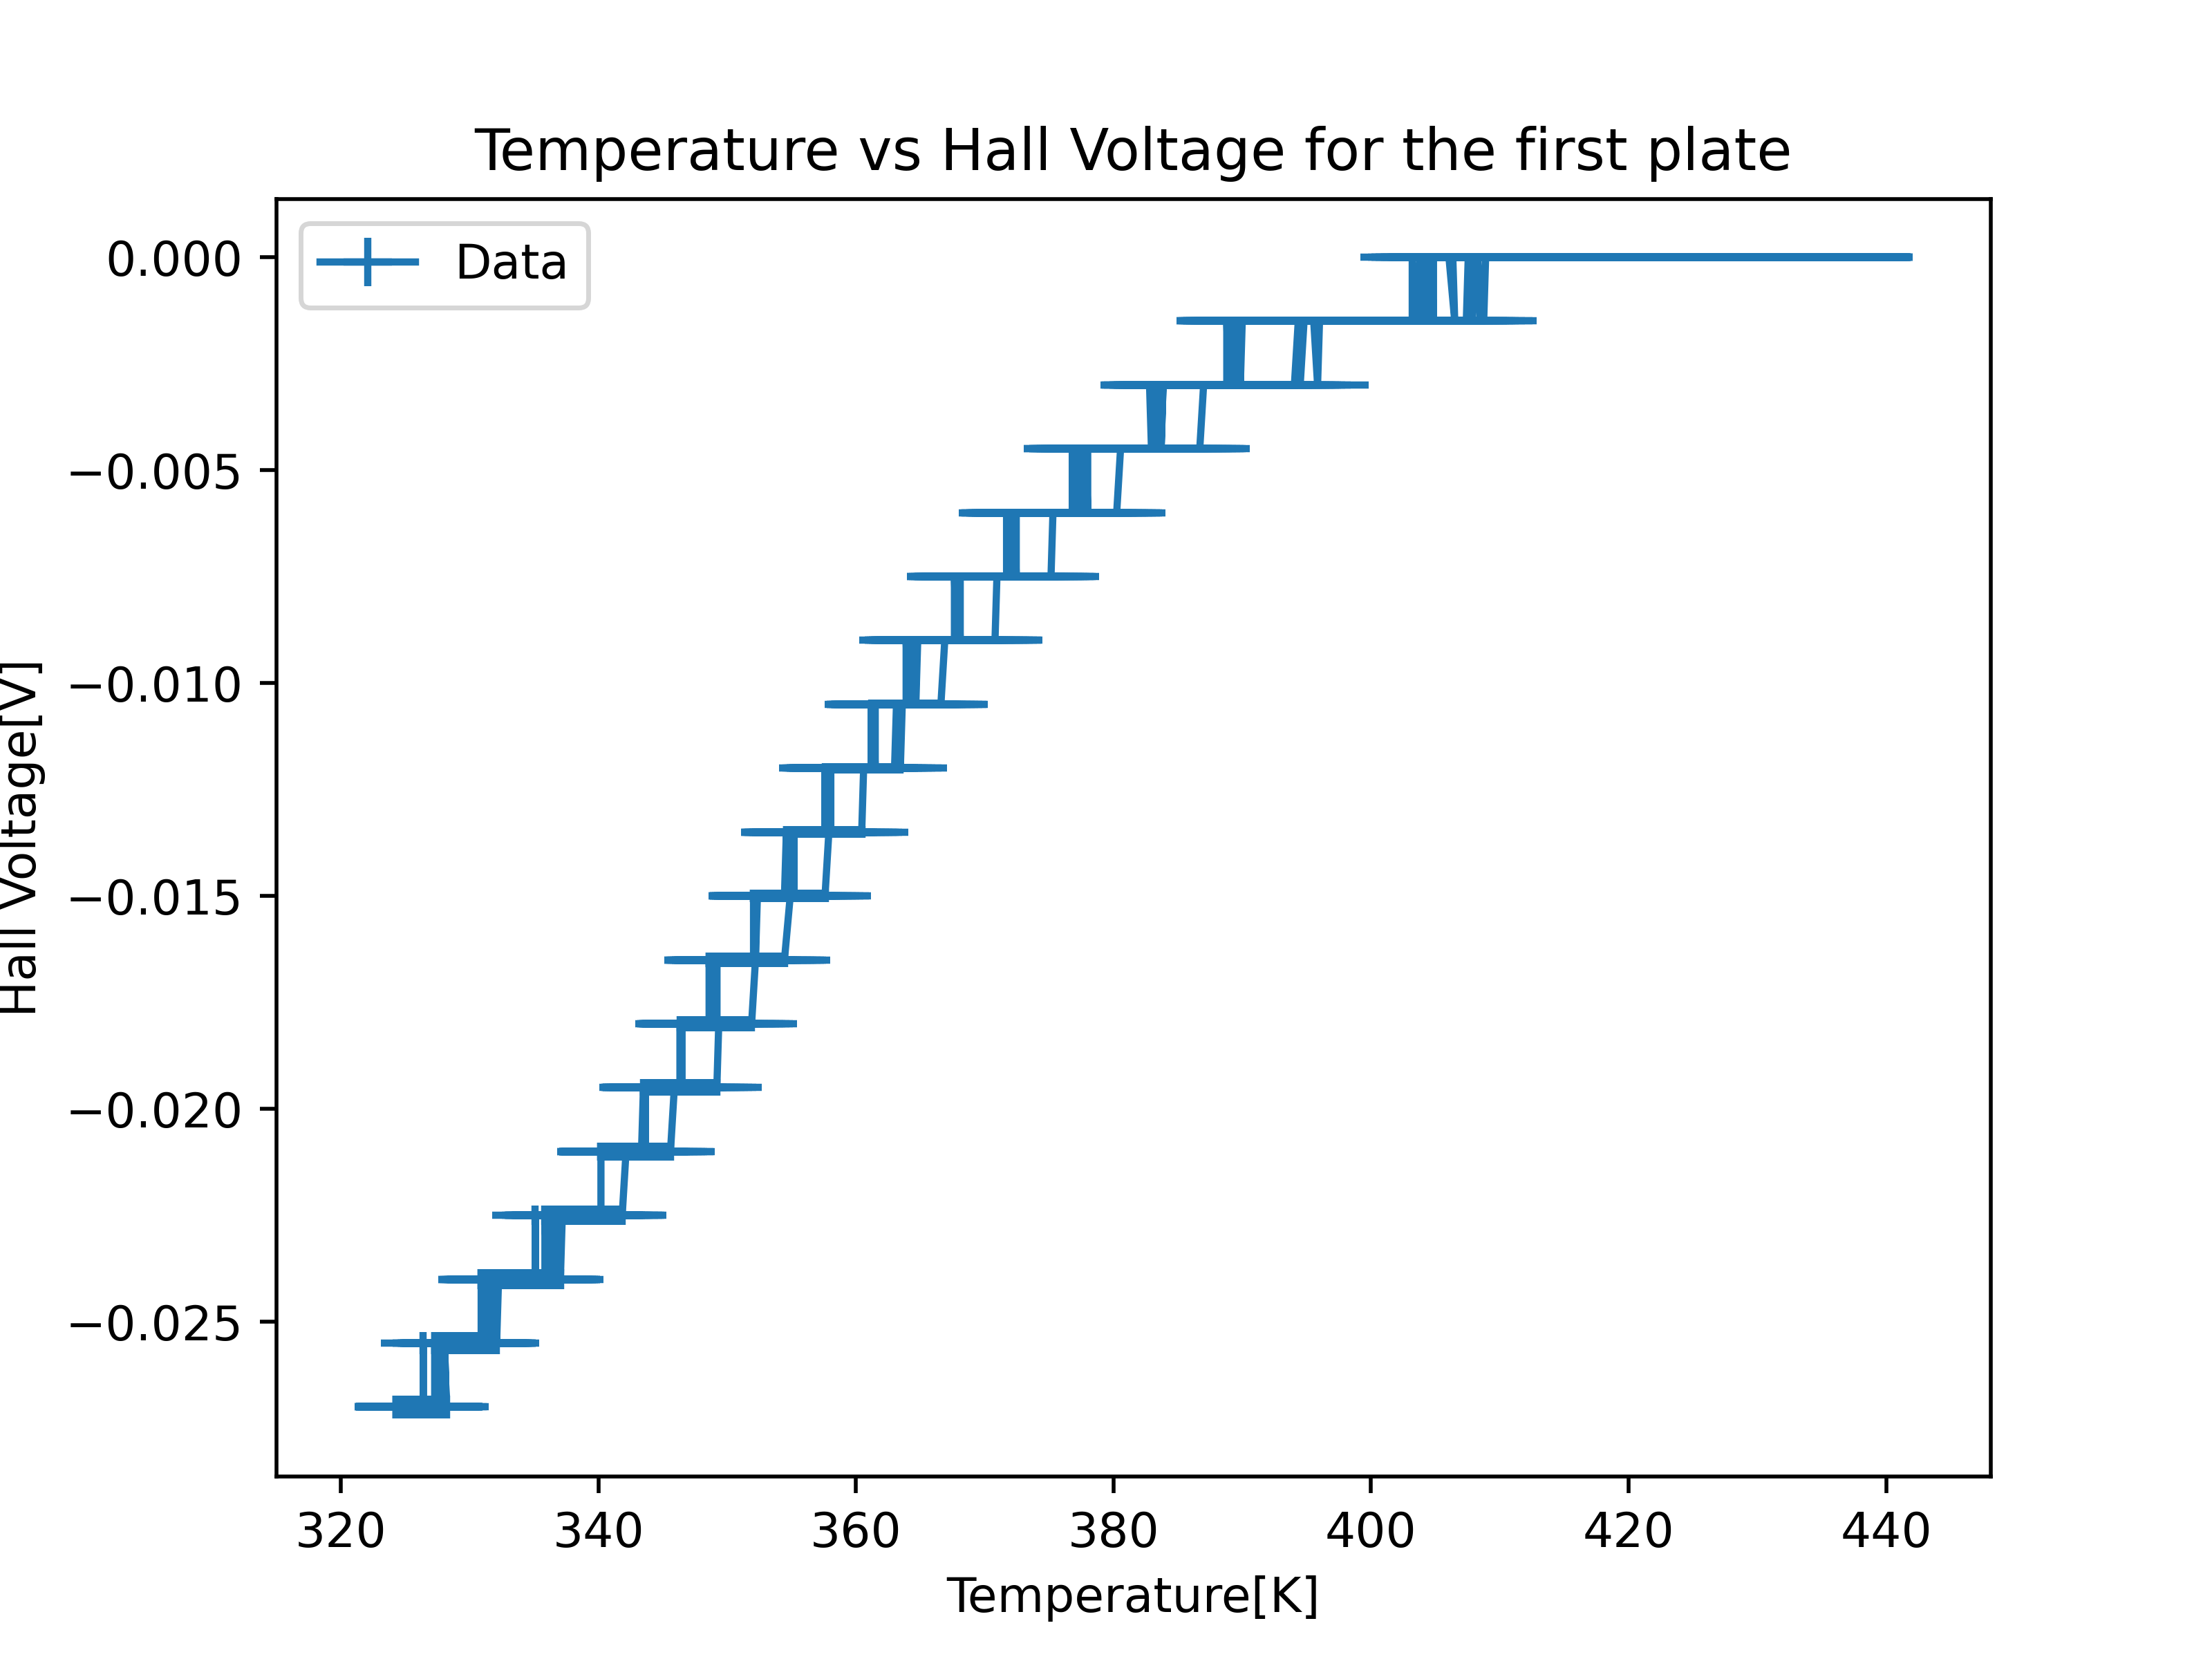 Temperature vs Hall Voltage for the first plate
Data
0.000
−0.005
−0.010
−0.015
−0.020
−0.025
Hall Voltage[V]
320 340 360 380 400 420 440
Temperature[K]